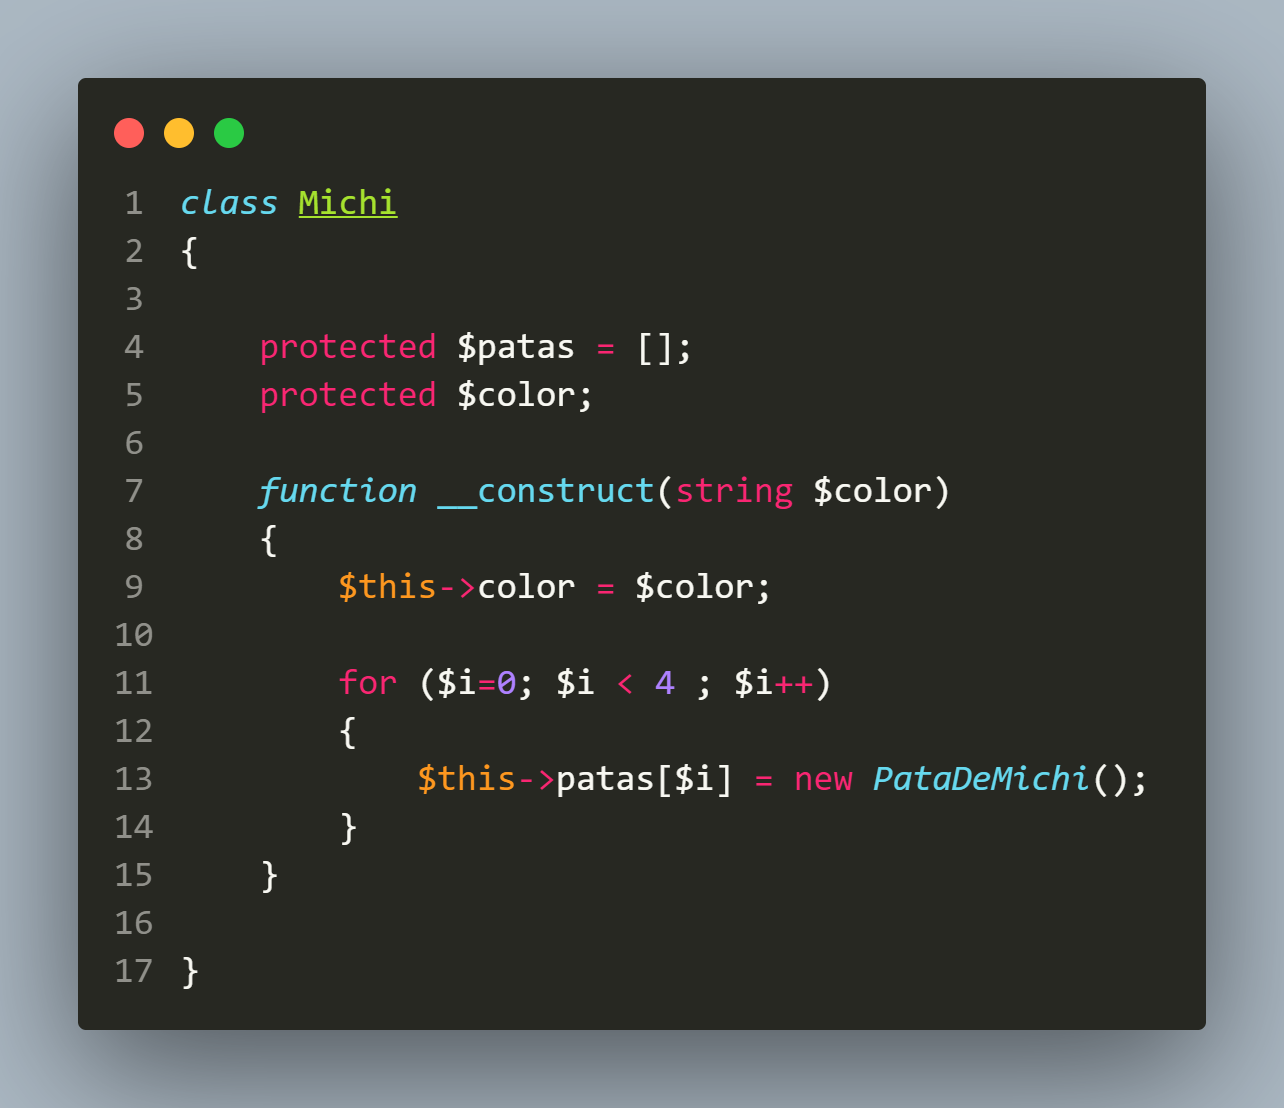 1 class Michi
2 {
3
4     protected $patas = [];
5     protected $color;
6
7     function __construct(string $color)
8     {
9         $this->color = $color;
10
11         for ($i=0; $i < 4 ; $i++)
12         {
13             $this->patas[$i] = new PataDeMichi();
14         }
15     }
16
17 }